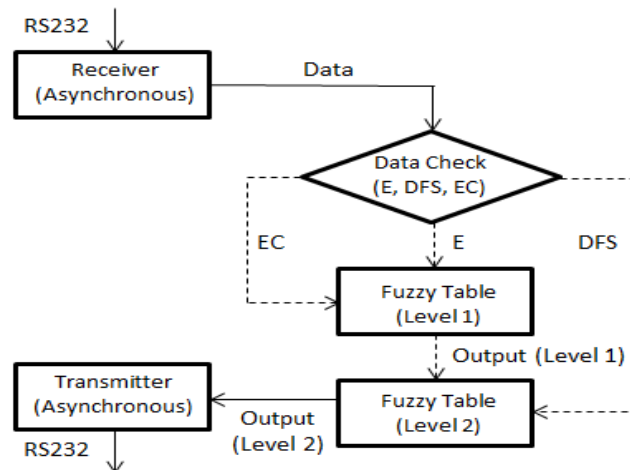 RS232
Receiver
(Asynchronous)
Data
Data Check
(E, DFS, EC)
EC
E
DFS
Fuzzy Table
(Level 1)
Output (Level 1)
Transmitter
(Asynchronous)
Output
(Level 2)
Fuzzy Table
(Level 2)
RS232